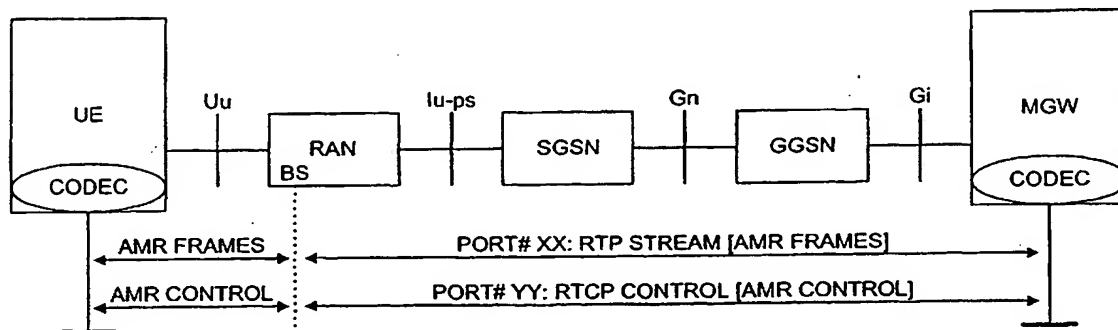 Uu
Iu-ps
Gn
Gi
UE
RAN
SGSN
GGSN
MGW
BS
CODEC
CODEC
AMR FRAMES
PORT# XX: RTP STREAM [AMR FRAMES]
AMR CONTROL
PORT# YY: RTCP CONTROL [AMR CONTROL]